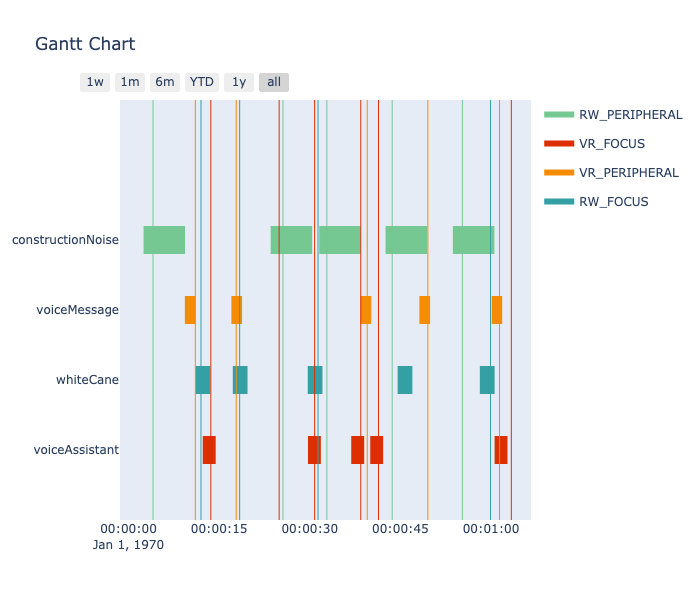 Gantt Chart
1w 1m 6m YTD 1y all
RW_PERIPHERAL
VR_FOCUS
VR_PERIPHERAL
RW_FOCUS
constructionNoise
voiceMessage
whiteCane
voiceAssistant
00:00:00 00:00:15 00:00:30 00:00:45 00:01:00
Jan 1, 1970